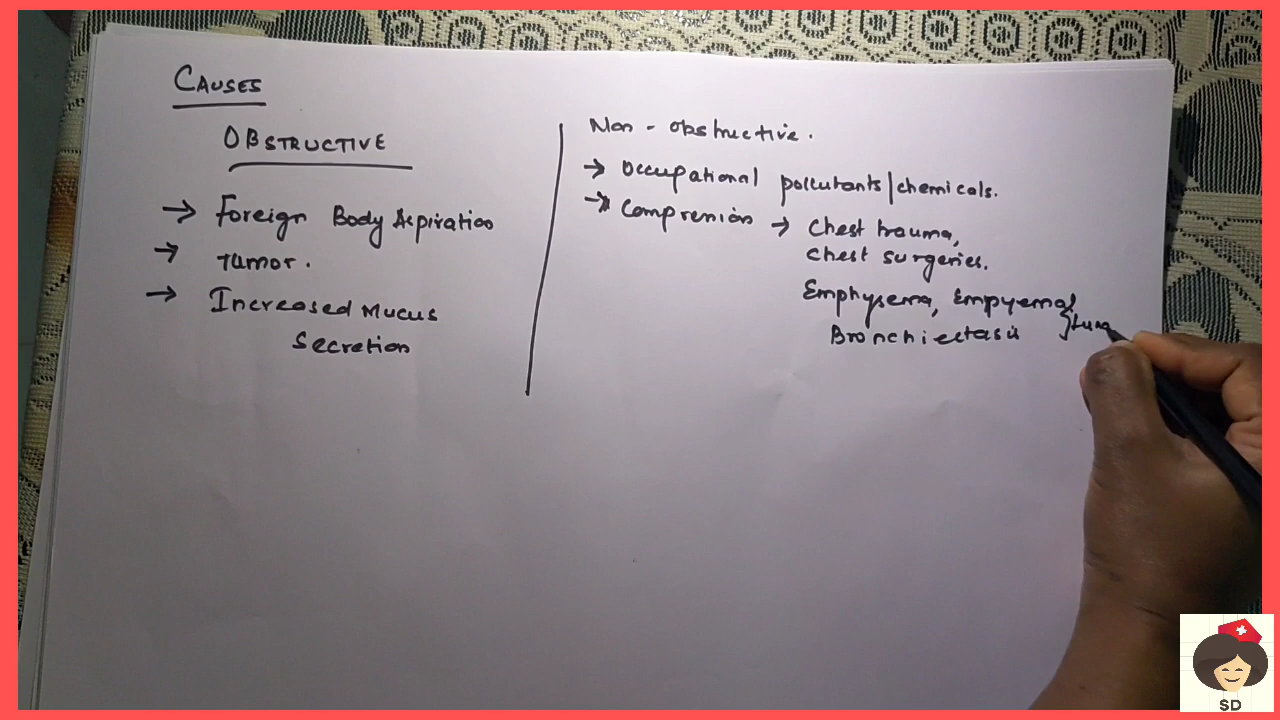 CAUSES
OBSTRUCTIVE
→ Foreign Body Aspiration
→ Tumor.
→ Increased Mucus
Secretion
Non - obstructive.
→ Occupational pollutants/chemicals.
→ Compression → Chest trauma,
Chest surgeries.
Emphysema, Empyema
Bronchiectasis
SD